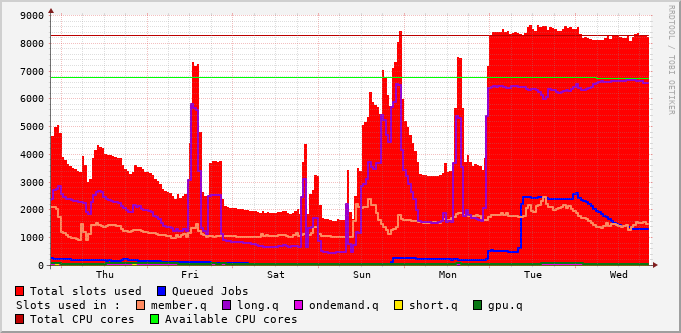 9000
8000
7000
6000
5000
4000
3000
2000
1000
0
Thu Fri Sat Sun Mon Tue Wed
RRDTOOL / TOBI OETIKER
Total slots used Queued Jobs
Slots used in : member.q long.q ondemand.q short.q gpu.q
Total CPU cores Available CPU cores